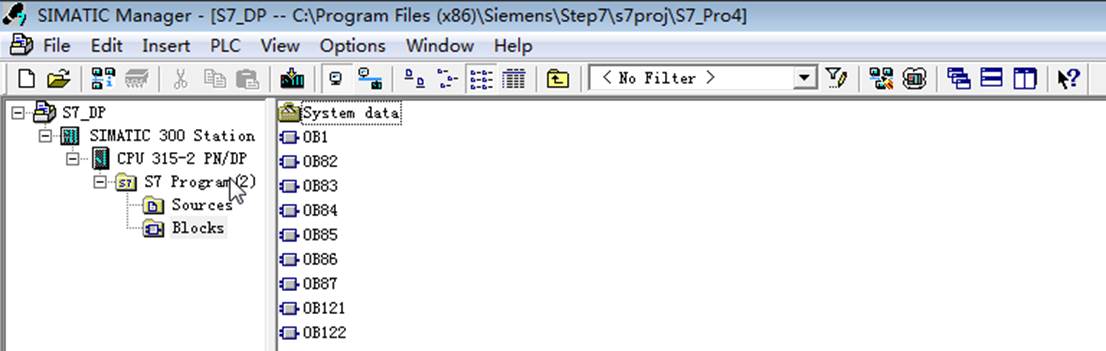 SIMATIC Manager - [S7_DP -- C:\Program Files (x86)\Siemens\Step7\s7proj\S7_Pro4]
File Edit Insert PLC View Options Window Help
< No Filter >
S7_DP
SIMATIC 300 Station
CPU 315-2 PN/DP
S7 Program(2)
Sources
Blocks
System data
OB1
OB82
OB83
OB84
OB85
OB86
OB87
OB121
OB122